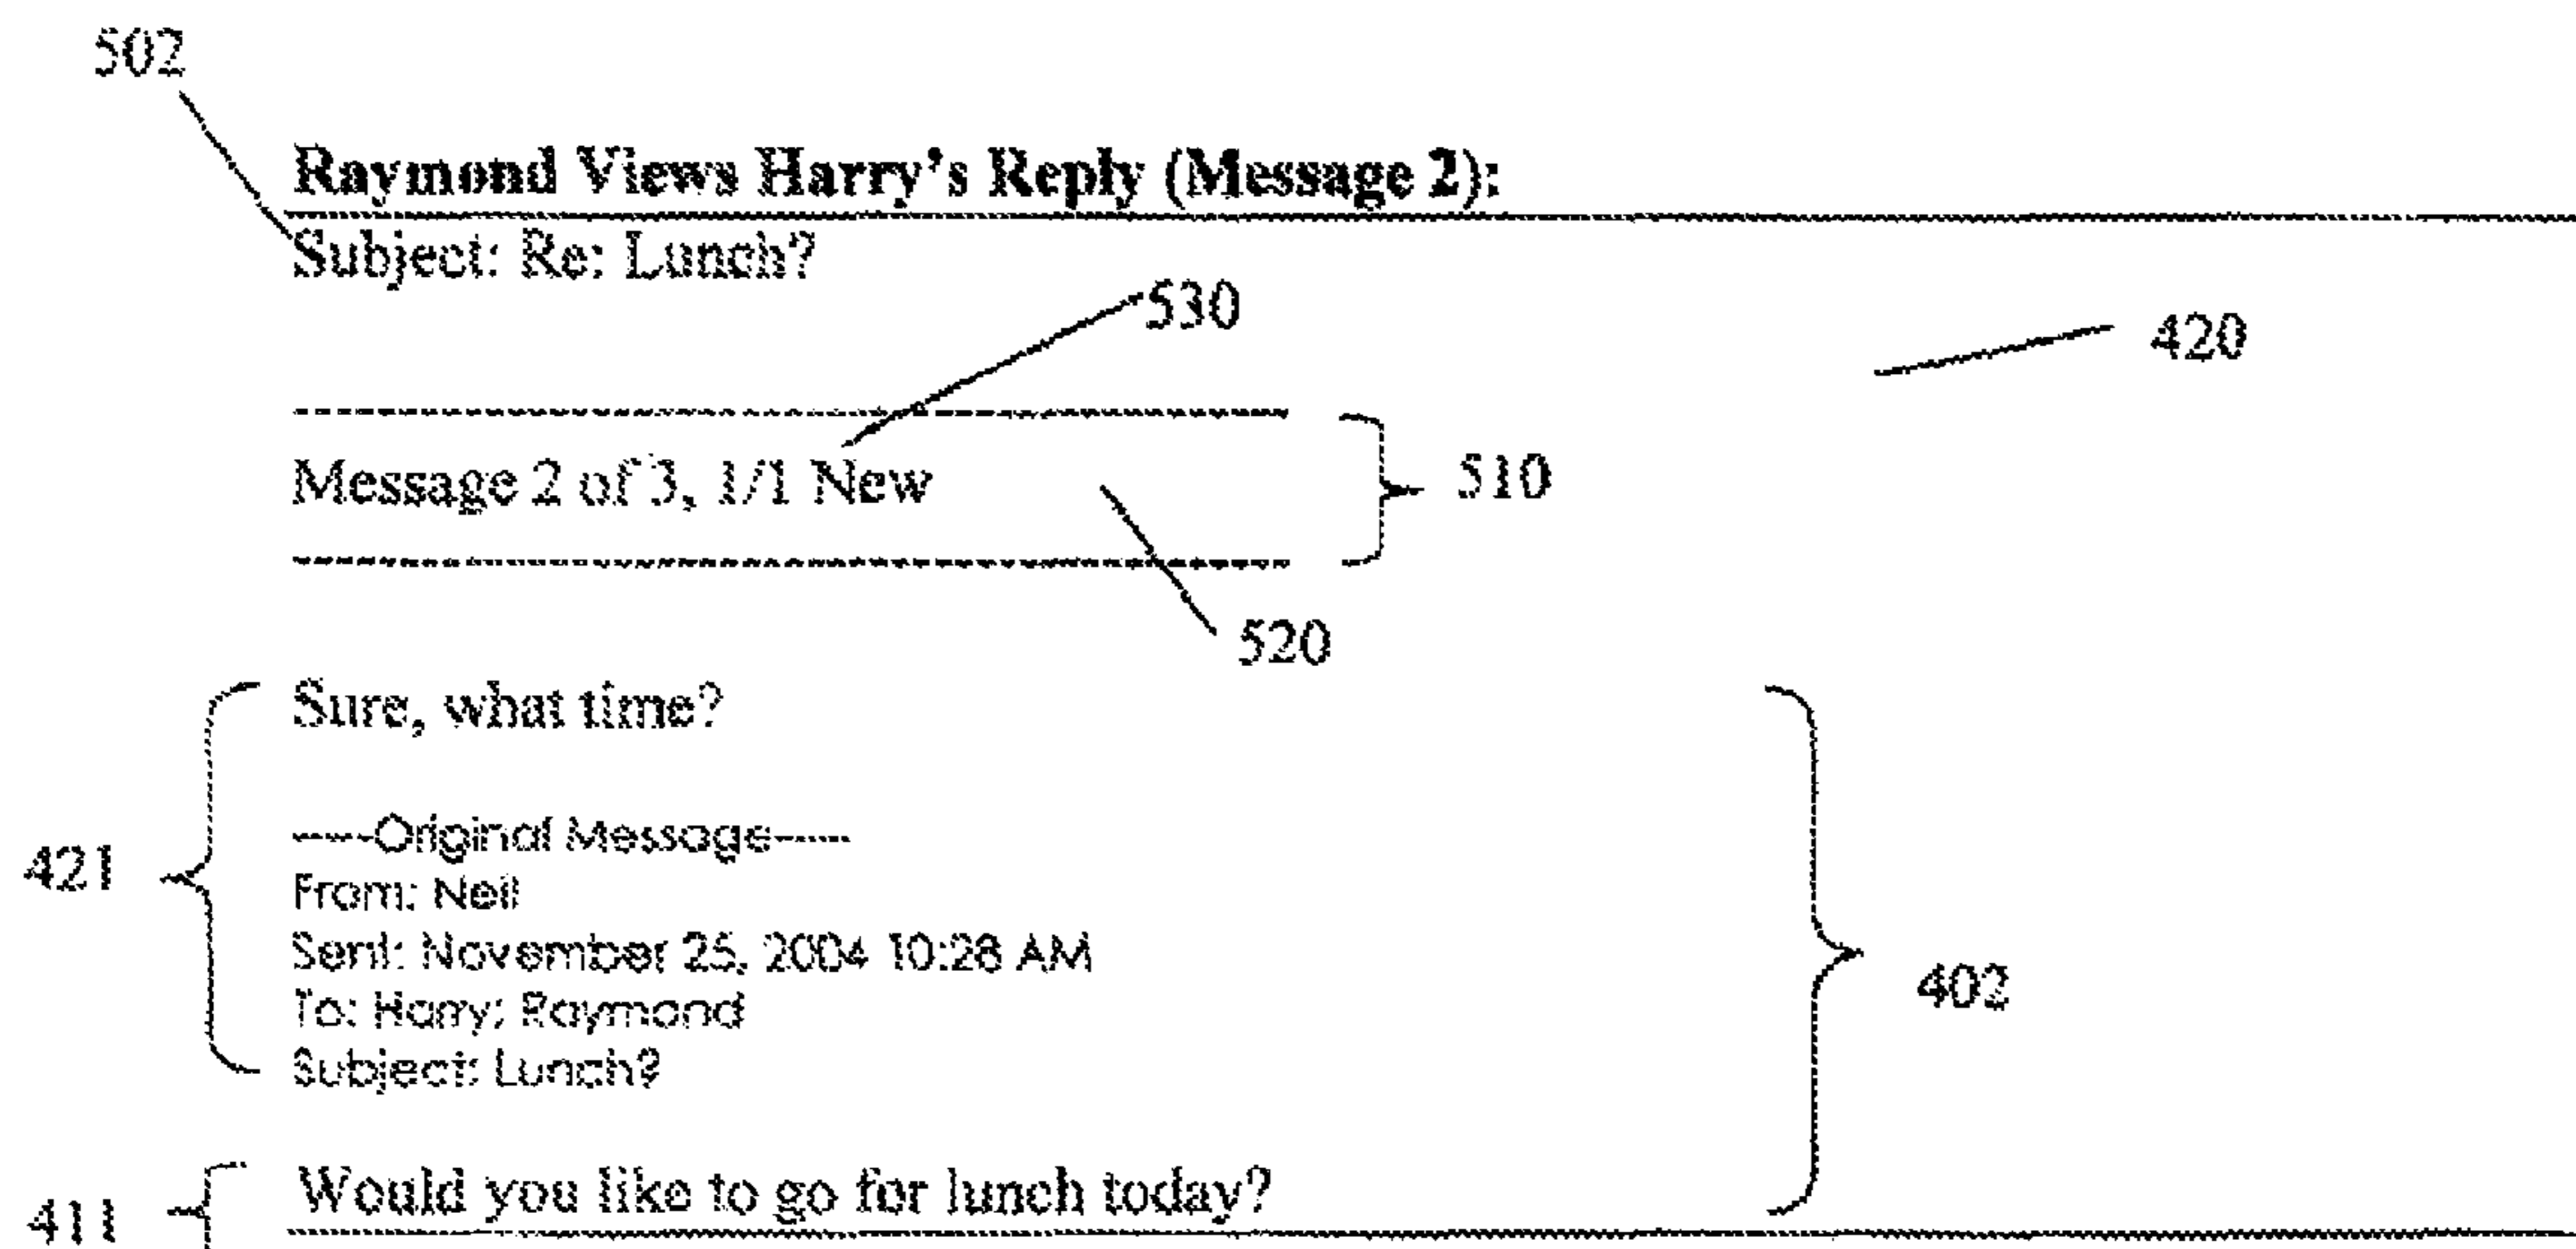 502
Raymond Views Harry's Reply (Message 2):
Subject: Re: Lunch?
530
420
Message 2 of 3, 1/1 New
510
520
Sure, what time?
-----Original Message-----
421
From: Neil
Sent: November 25, 2004 10:28 AM
402
To: Harry; Raymond
Subject: Lunch?
Would you like to go for lunch today?
411